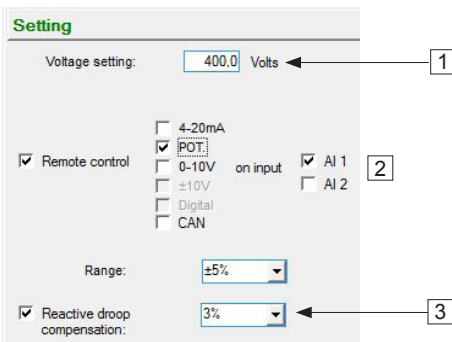 Setting
Voltage setting: 400,0 Volts
1
4-20mA
POT.
Remote control 0-10V on input AI 1
2
±10V AI 2
Digital
CAN
Range: ±5%
Reactive droop compensation: 3%
3